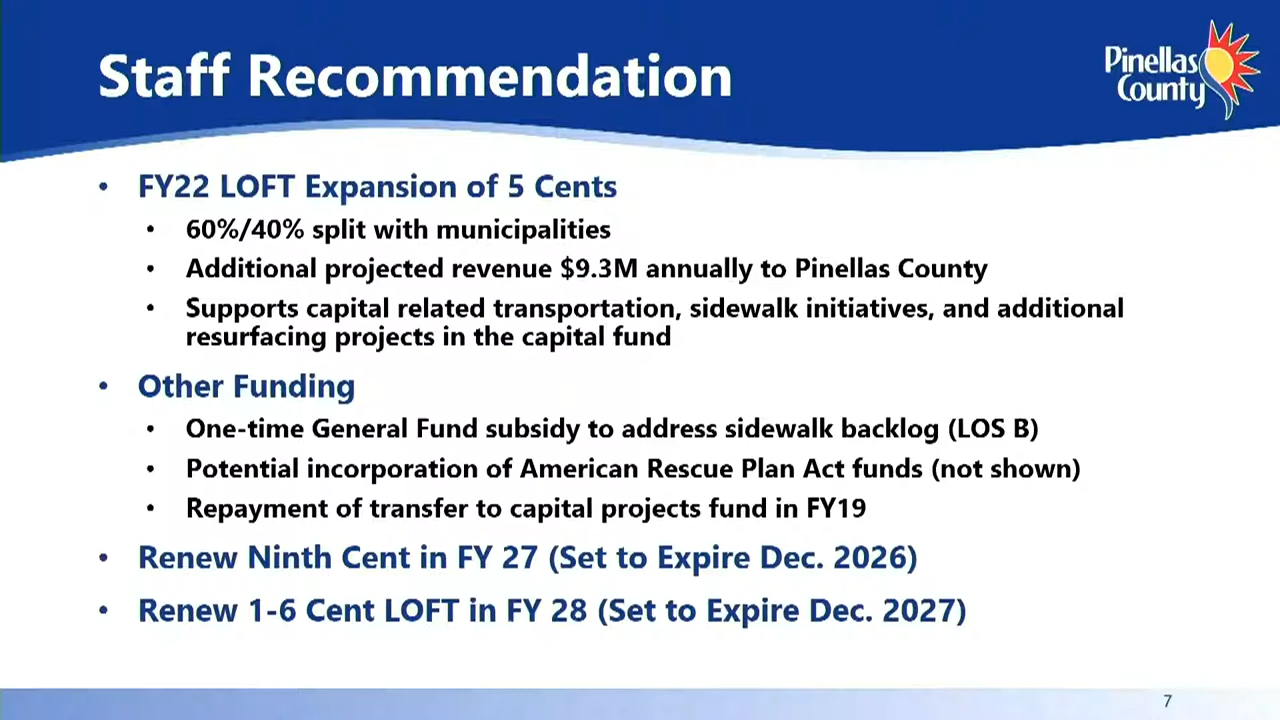 Staff Recommendation
Pinellas
County
• FY22 LOFT Expansion of 5 Cents
• 60%/40% split with municipalities
• Additional projected revenue $9.3M annually to Pinellas County
• Supports capital related transportation, sidewalk initiatives, and additional
resurfacing projects in the capital fund
• Other Funding
• One-time General Fund subsidy to address sidewalk backlog (LOS B)
• Potential incorporation of American Rescue Plan Act funds (not shown)
• Repayment of transfer to capital projects fund in FY19
• Renew Ninth Cent in FY 27 (Set to Expire Dec. 2026)
• Renew 1-6 Cent LOFT in FY 28 (Set to Expire Dec. 2027)
7